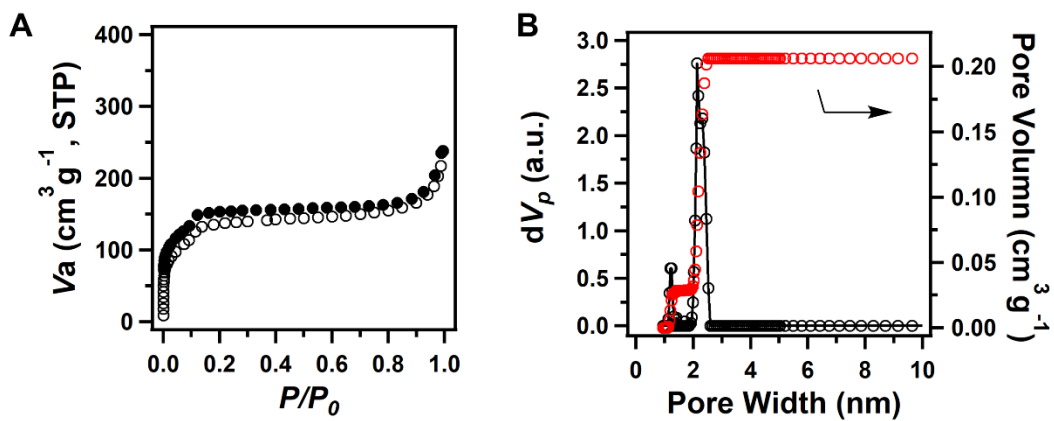 A
Va (cm³ g⁻¹ , STP)
400
300
200
100
0
0.0 0.2 0.4 0.6 0.8 1.0
P/P₀
B
dVₚ (a.u.)
3.0
2.5
2.0
1.5
1.0
0.5
0.0
0 2 4 6 8 10
Pore Width (nm)
0.20
0.15
0.10
0.05
0.00
Pore Volumn (cm³ g⁻¹)